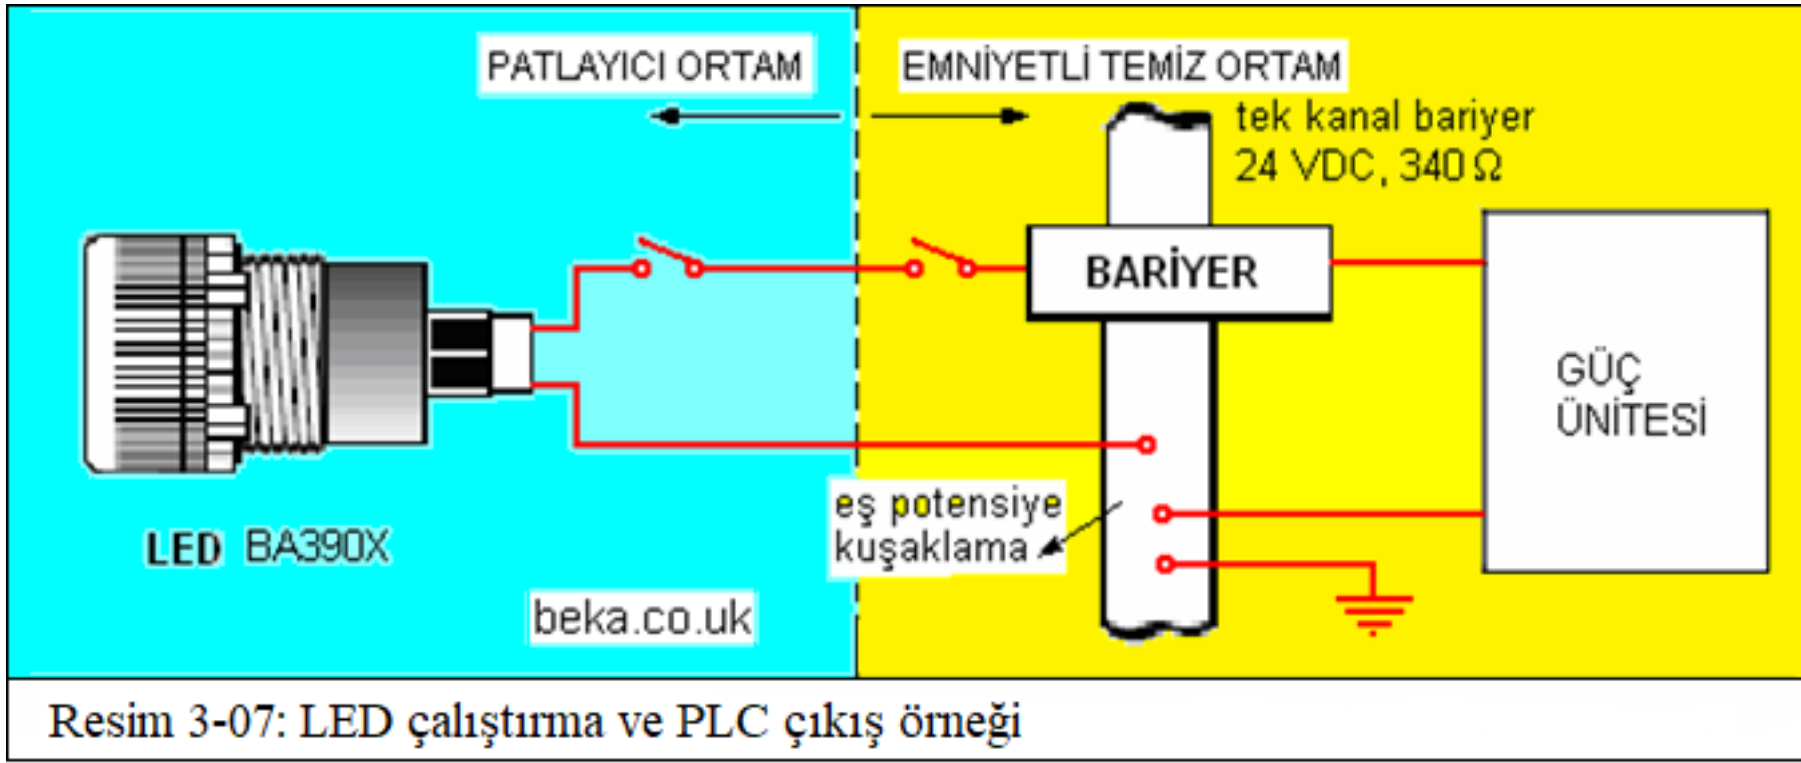 PATLAYICI ORTAM
EMNİYETLİ TEMİZ ORTAM
tek kanal bariyer
24 VDC, 340 Ω
BARİYER
GÜÇ
ÜNİTESİ
eş potensiye
kuşaklama
LED BA390X
beka.co.uk
Resim 3-07: LED çalıştırma ve PLC çıkış örneği